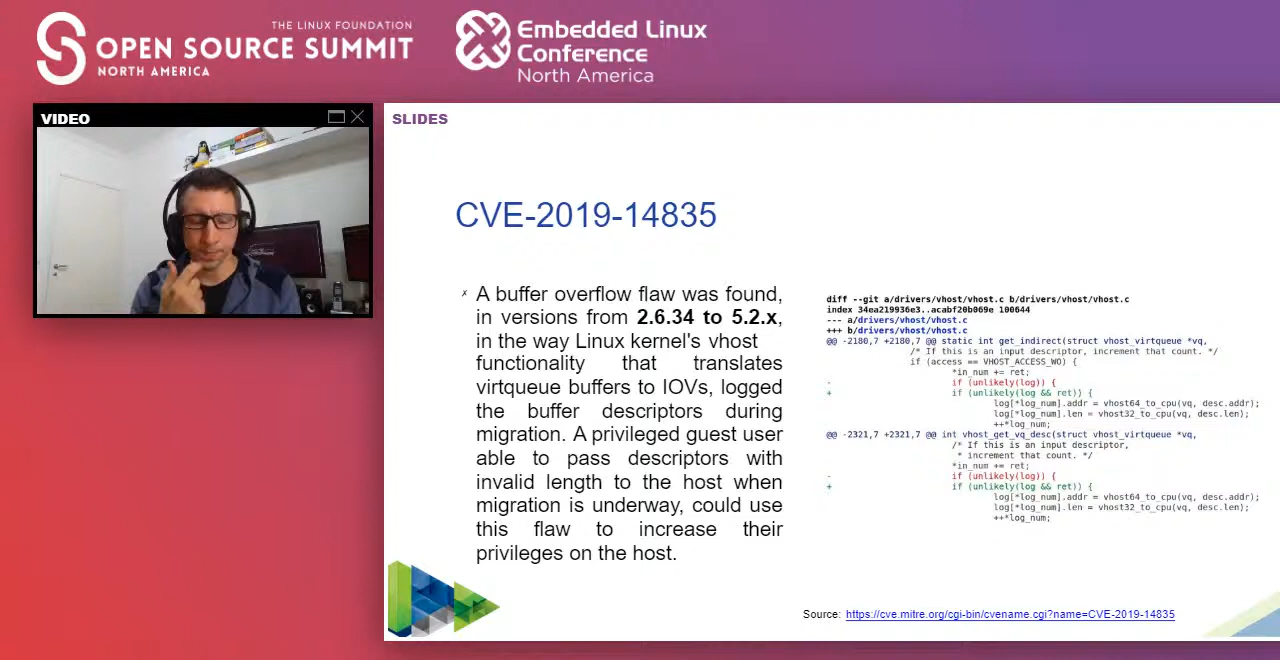 THE LINUX FOUNDATION
OPEN SOURCE SUMMIT
NORTH AMERICA
Embedded Linux
Conference
North America
VIDEO
SLIDES
CVE-2019-14835
✗ A buffer overflow flaw was found,
in versions from 2.6.34 to 5.2.x,
in the way Linux kernel's vhost
functionality that translates
virtqueue buffers to IOVs, logged
the buffer descriptors during
migration. A privileged guest user
able to pass descriptors with
invalid length to the host when
migration is underway, could use
this flaw to increase their
privileges on the host.
diff --git a/drivers/vhost/vhost.c b/drivers/vhost/vhost.c
index 34ea219936e3..acabf20b069e 100644
--- a/drivers/vhost/vhost.c
+++ b/drivers/vhost/vhost.c
@@ -2180,7 +2180,7 @@ static int get_indirect(struct vhost_virtqueue *vq,
/* If this is an input descriptor, increment that count. */
if (access == VHOST_ACCESS_WO) {
*in_num += ret;
- if (unlikely(log)) {
+ if (unlikely(log && ret)) {
log[*log_num].addr = vhost64_to_cpu(vq, desc.addr);
log[*log_num].len = vhost32_to_cpu(vq, desc.len);
++*log_num;
@@ -2321,7 +2321,7 @@ int vhost_get_vq_desc(struct vhost_virtqueue *vq,
/* If this is an input descriptor,
* increment that count. */
*in_num += ret;
- if (unlikely(log)) {
+ if (unlikely(log && ret)) {
log[*log_num].addr = vhost64_to_cpu(vq, desc.addr);
log[*log_num].len = vhost32_to_cpu(vq, desc.len);
++*log_num;
Source: https://cve.mitre.org/cgi-bin/cvename.cgi?name=CVE-2019-14835